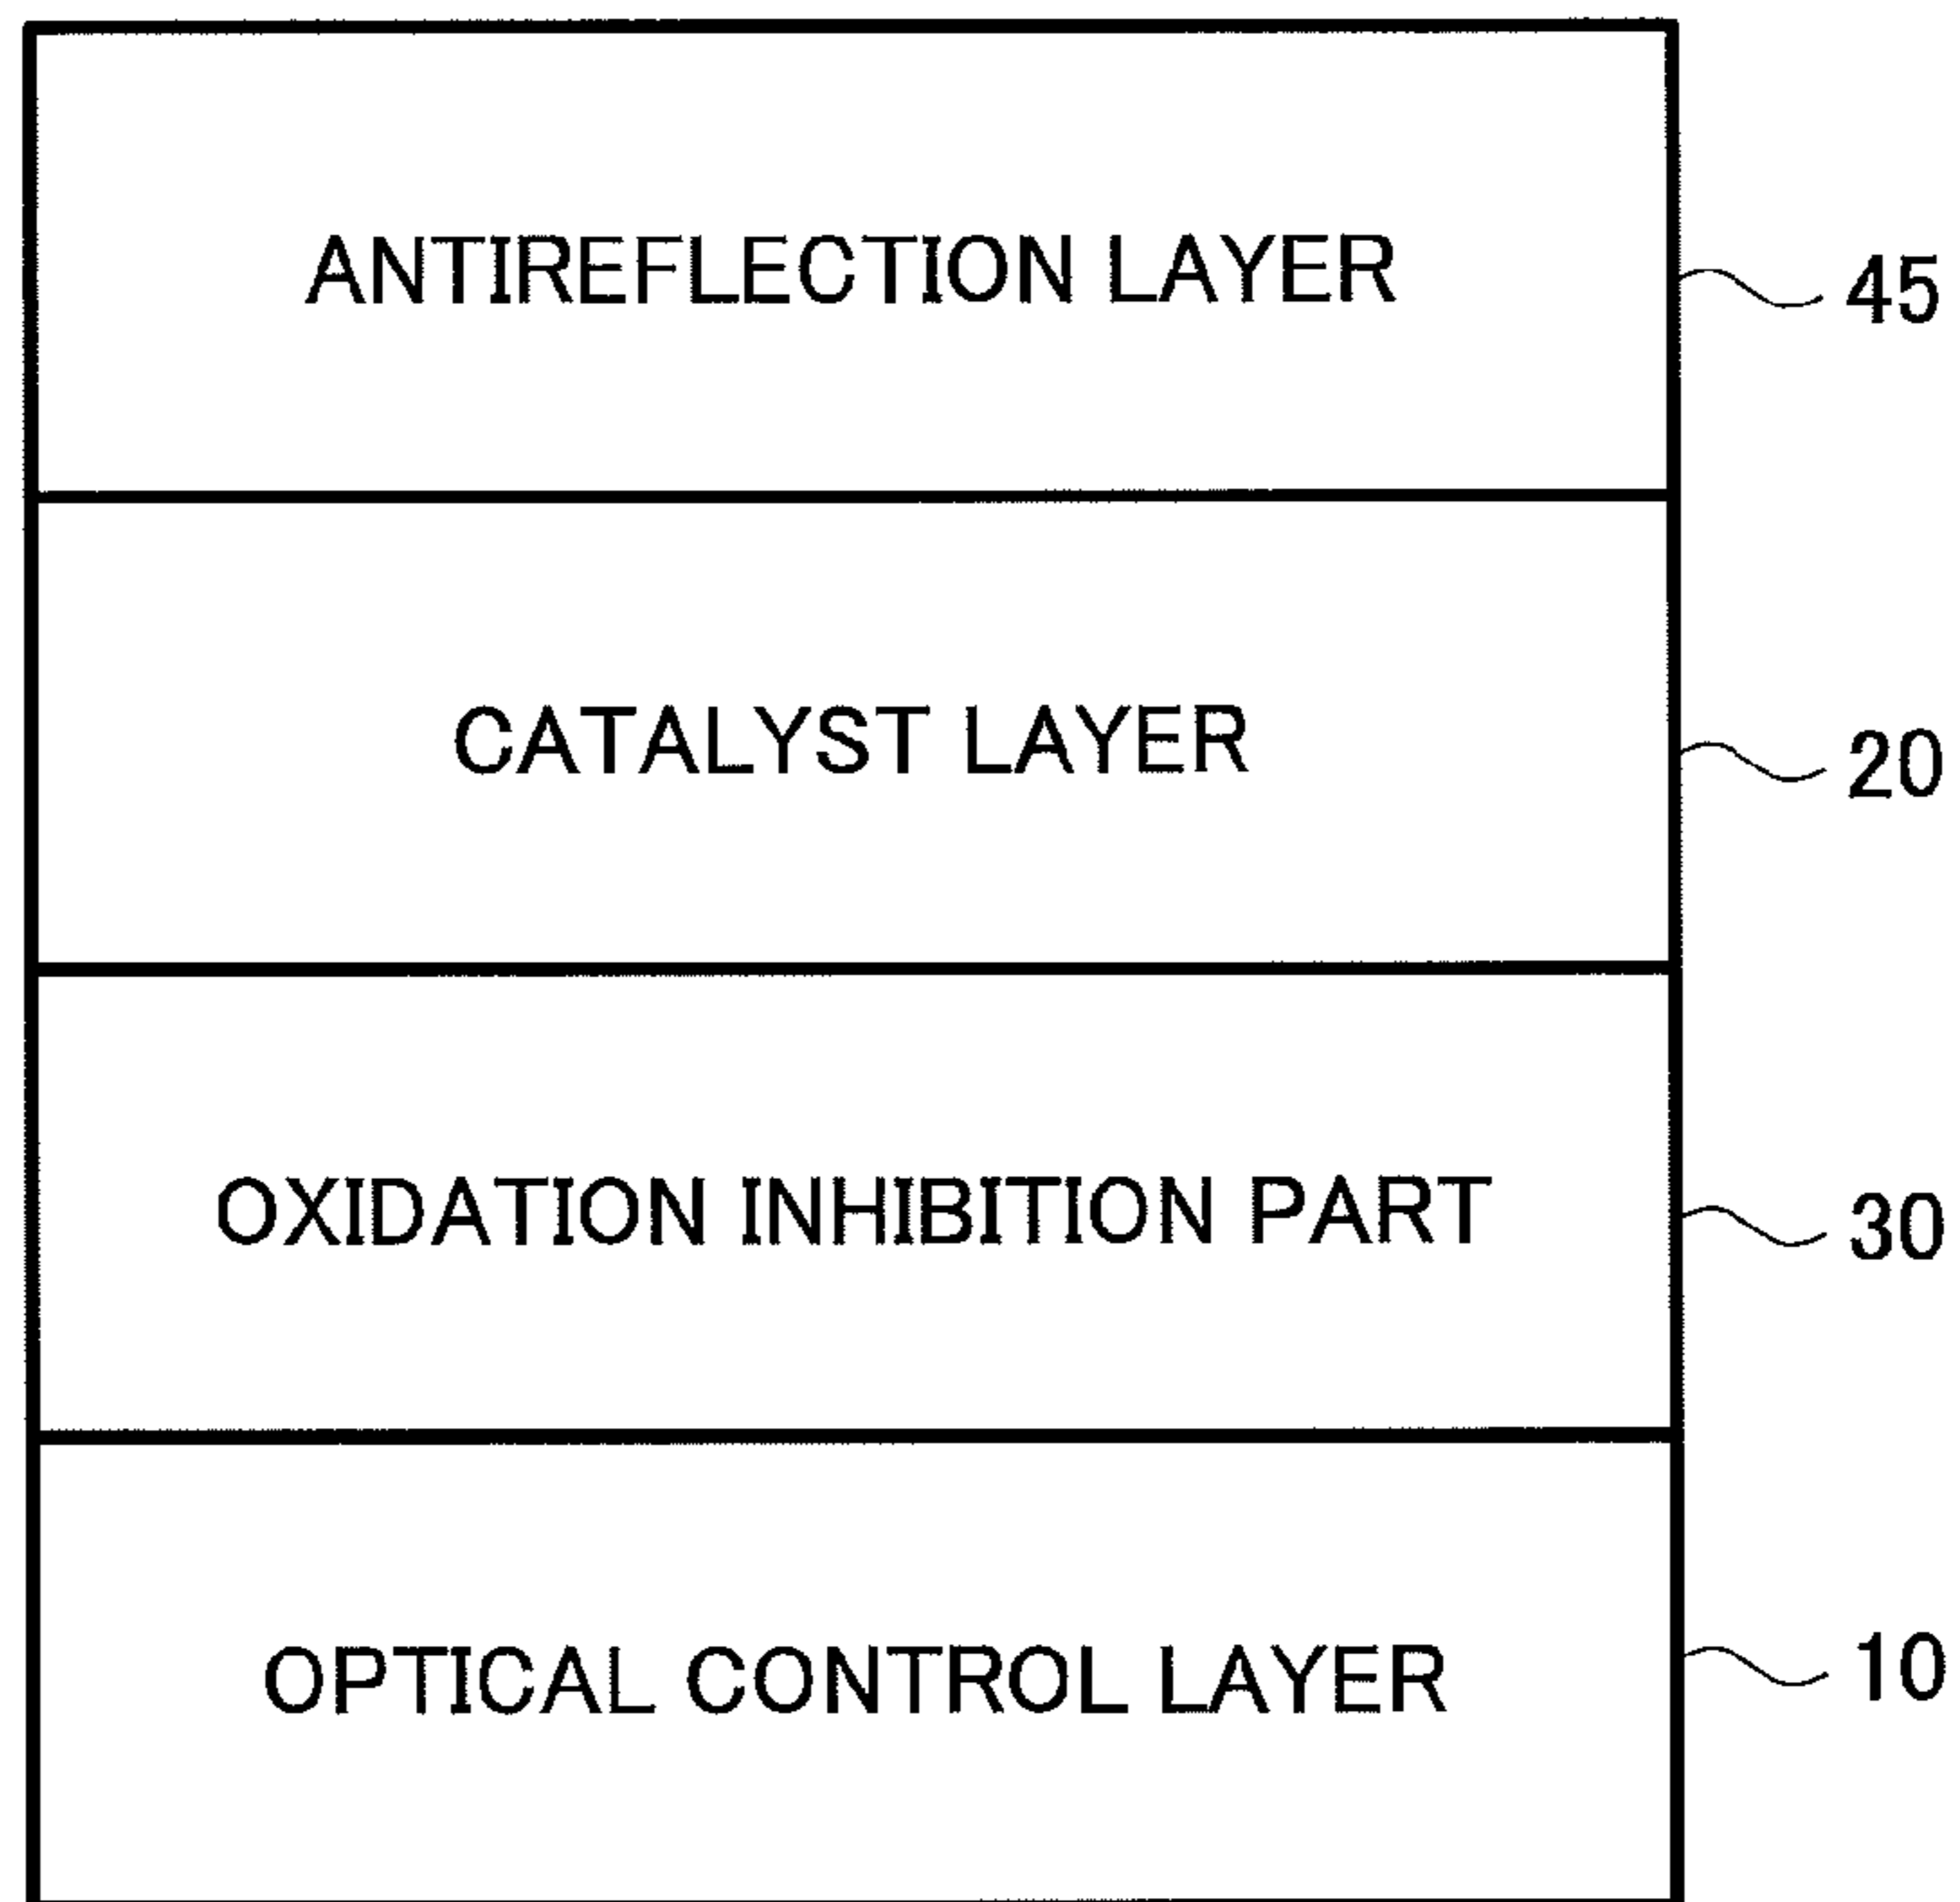 ANTIREFLECTION LAYER 45
CATALYST LAYER 20
OXIDATION INHIBITION PART 30
OPTICAL CONTROL LAYER 10